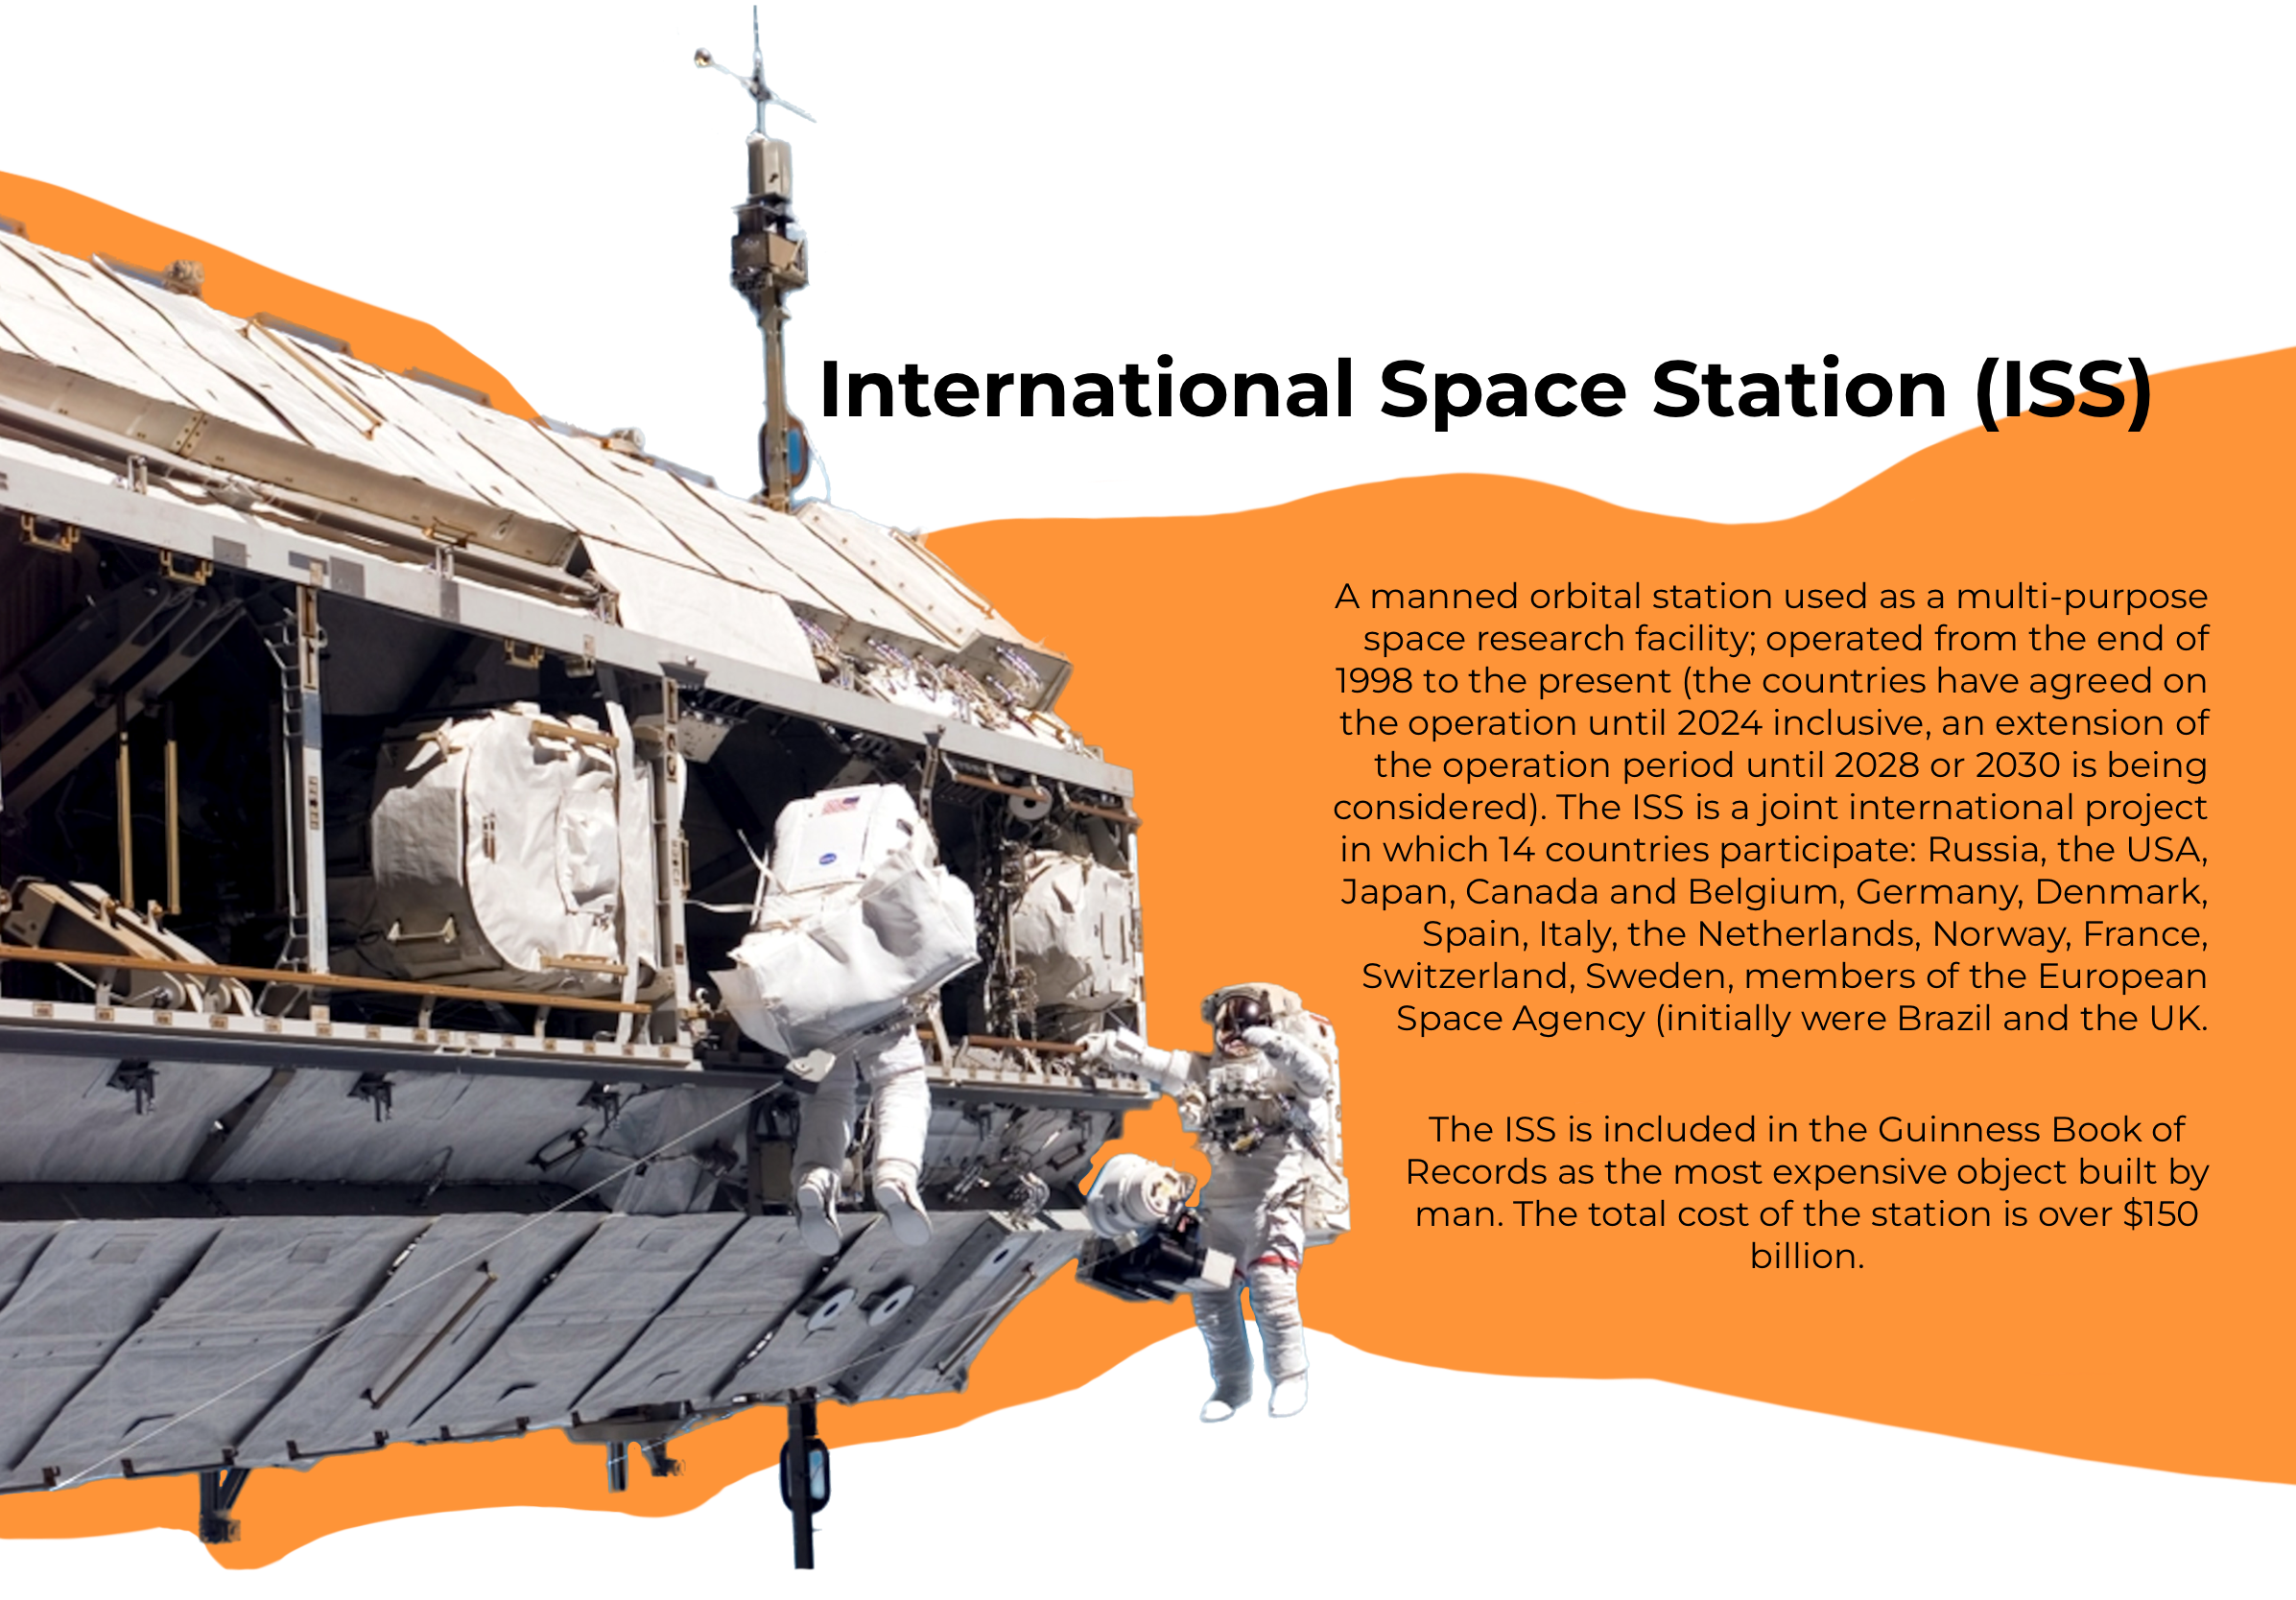 International Space Station (ISS)
A manned orbital station used as a multi-purpose
space research facility; operated from the end of
1998 to the present (the countries have agreed on
the operation until 2024 inclusive, an extension of
the operation period until 2028 or 2030 is being
considered). The ISS is a joint international project
in which 14 countries participate: Russia, the USA,
Japan, Canada and Belgium, Germany, Denmark,
Spain, Italy, the Netherlands, Norway, France,
Switzerland, Sweden, members of the European
Space Agency (initially were Brazil and the UK.
The ISS is included in the Guinness Book of
Records as the most expensive object built by
man. The total cost of the station is over $150
billion.